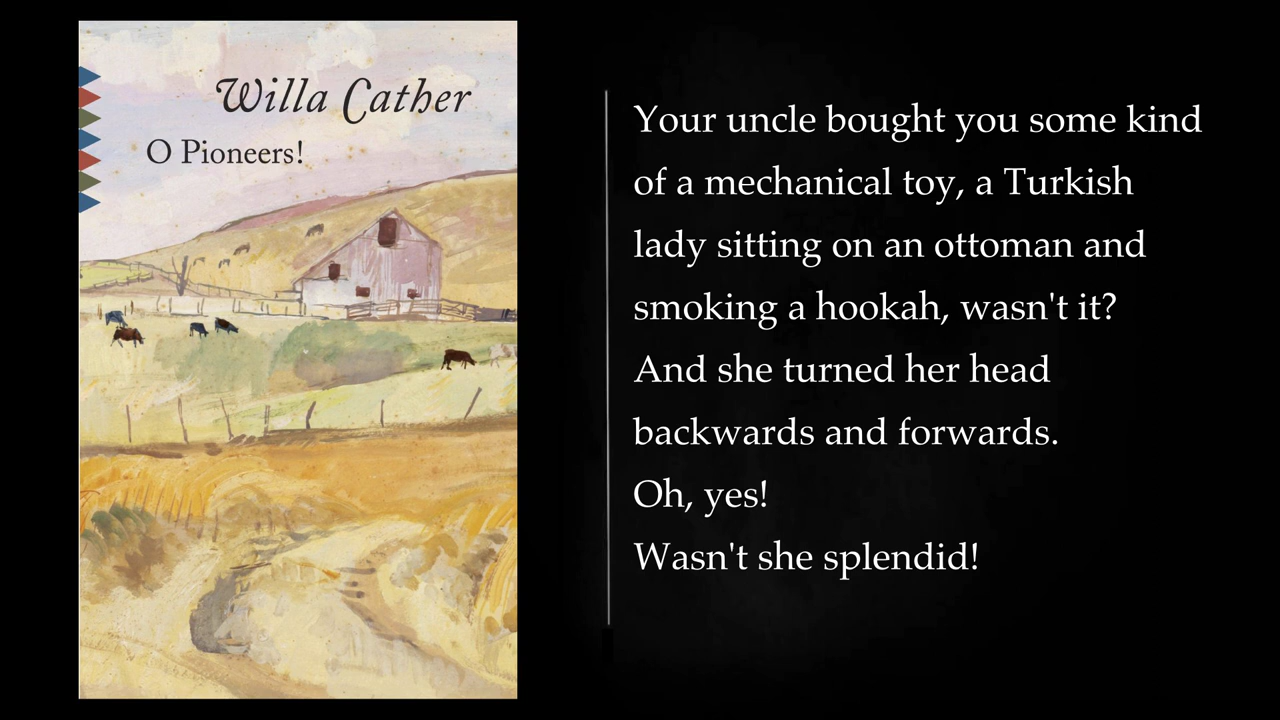 Willa Cather
O Pioneers!
Your uncle bought you some kind
of a mechanical toy, a Turkish
lady sitting on an ottoman and
smoking a hookah, wasn't it?
And she turned her head
backwards and forwards.
Oh, yes!
Wasn't she splendid!